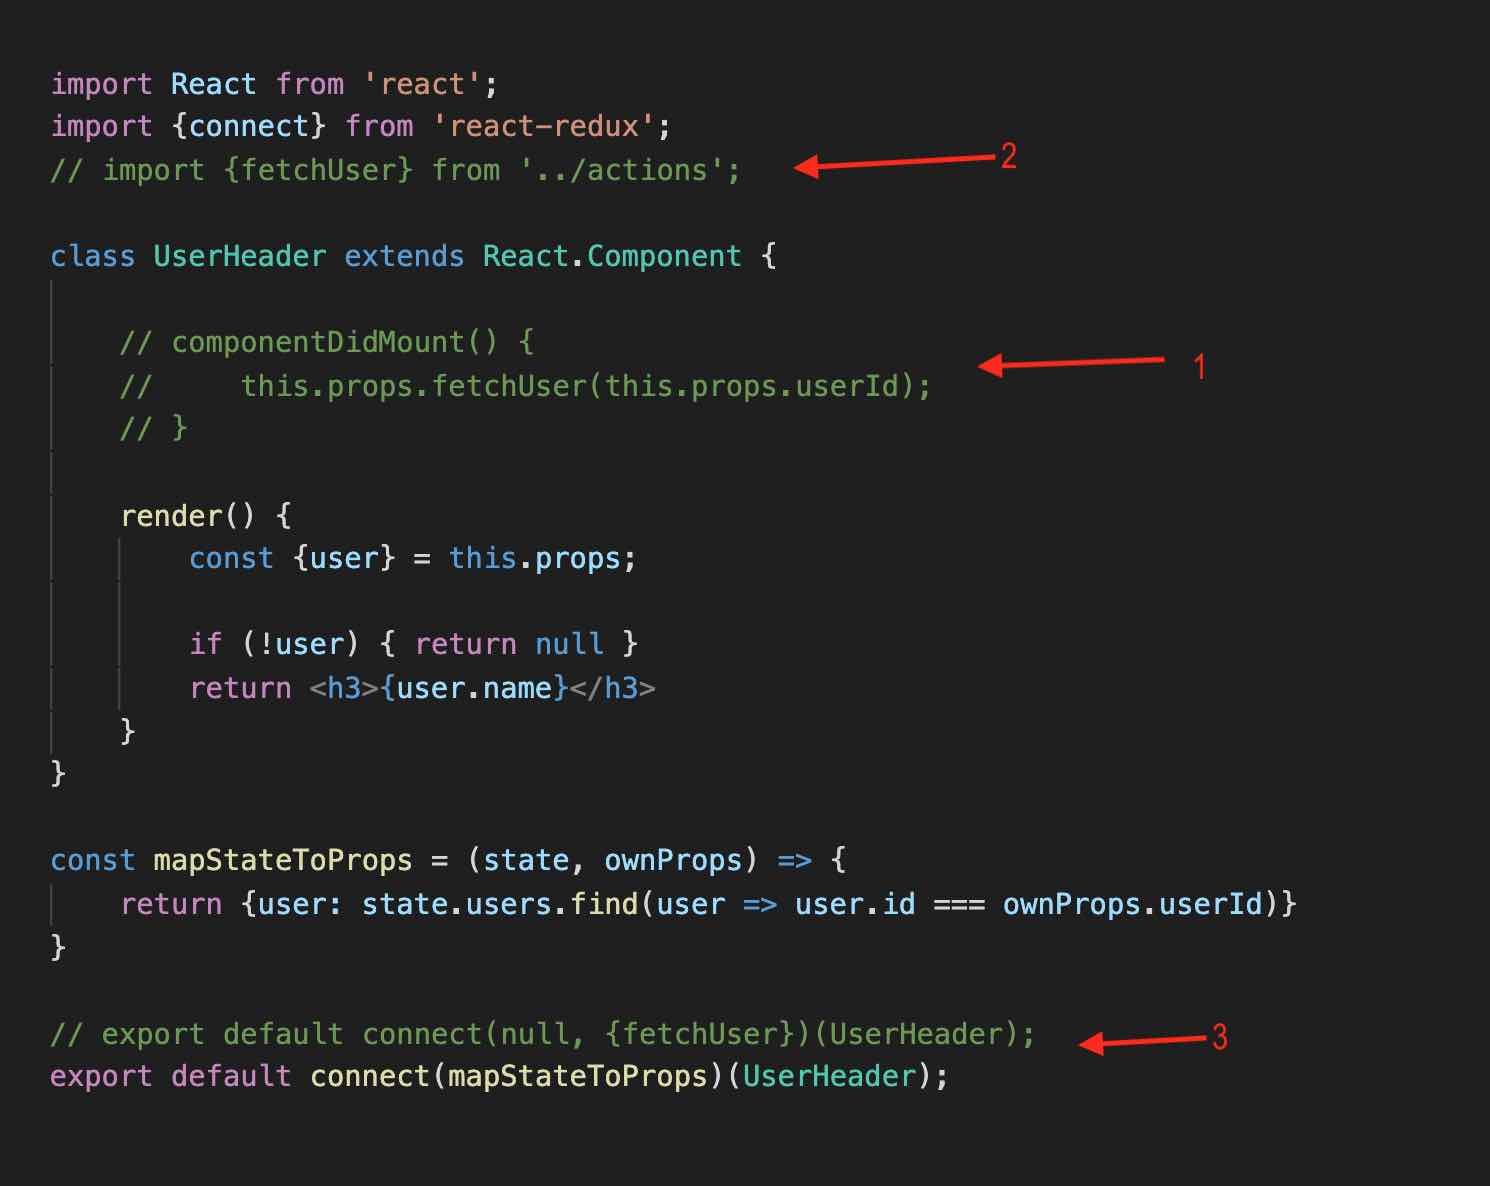 import React from 'react';
import {connect} from 'react-redux';
// import {fetchUser} from '../actions';
2
class UserHeader extends React.Component {
// componentDidMount() {
//     this.props.fetchUser(this.props.userId);
1
// }
render() {
const {user} = this.props;
if (!user) { return null }
return <h3>{user.name}</h3>
}
}
const mapStateToProps = (state, ownProps) => {
return {user: state.users.find(user => user.id === ownProps.userId)}
}
// export default connect(null, {fetchUser})(UserHeader);
3
export default connect(mapStateToProps)(UserHeader);